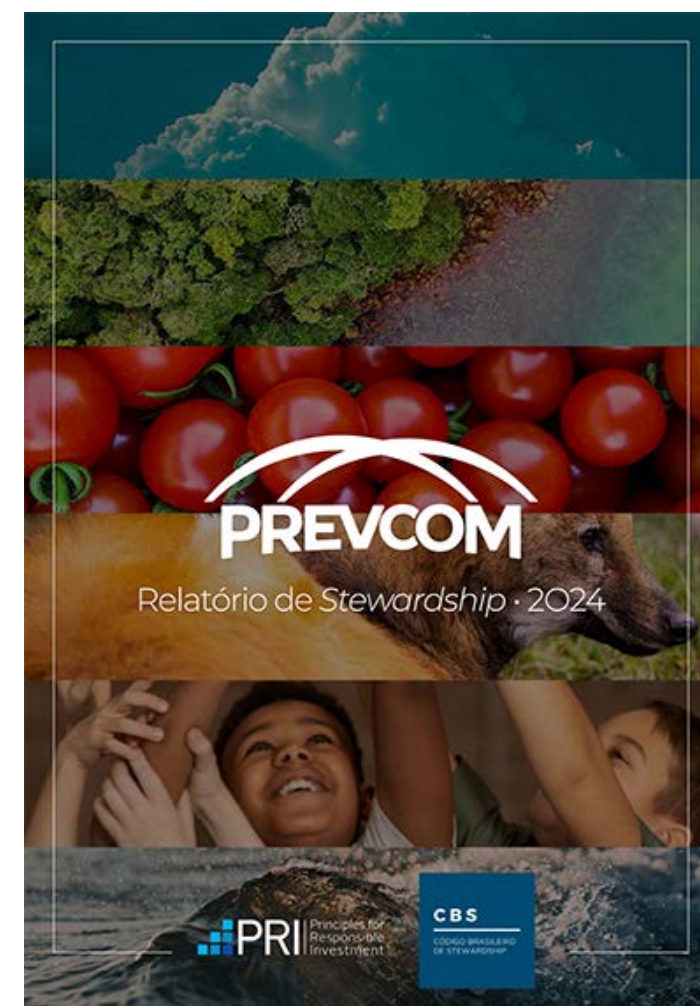 PREVCOM
Relatório de Stewardship · 2024
PRI
Principles for
Responsible
Investment
CBS
CÓDIGO BRASILEIRO
DE STEWARDSHIP